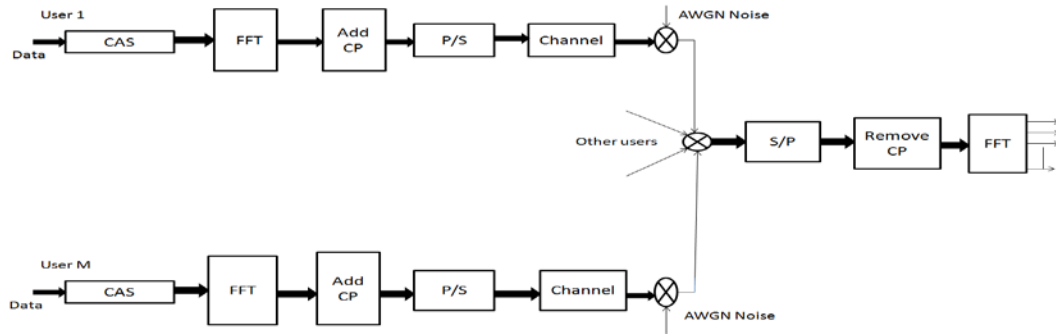 User 1
AWGN Noise
Data
CAS
FFT
Add
CP
P/S
Channel
Other users
S/P
Remove
CP
FFT
User M
Data
CAS
FFT
Add
CP
P/S
Channel
AWGN Noise